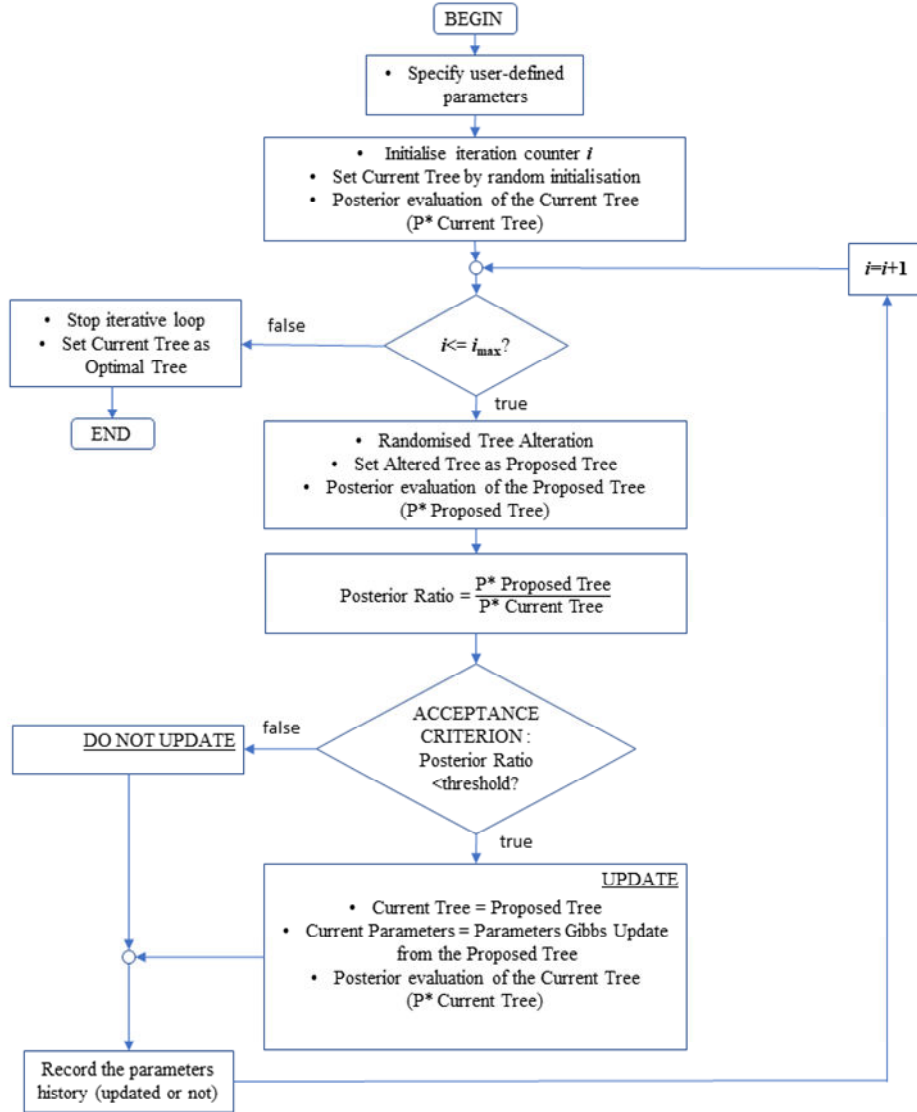 BEGIN
• Specify user-defined
parameters
• Initialise iteration counter i
• Set Current Tree by random initialisation
• Posterior evaluation of the Current Tree
(P* Current Tree)
i=i+1
• Stop iterative loop
• Set Current Tree as
Optimal Tree
false
i<= imax?
END
true
• Randomised Tree Alteration
• Set Altered Tree as Proposed Tree
• Posterior evaluation of the Proposed Tree
(P* Proposed Tree)
Posterior Ratio = P* Proposed Tree
P* Current Tree
DO NOT UPDATE
false
ACCEPTANCE
CRITERION :
Posterior Ratio
<threshold?
true
UPDATE
• Current Tree = Proposed Tree
• Current Parameters = Parameters Gibbs Update
from the Proposed Tree
• Posterior evaluation of the Current Tree
(P* Current Tree)
Record the parameters
history (updated or not)